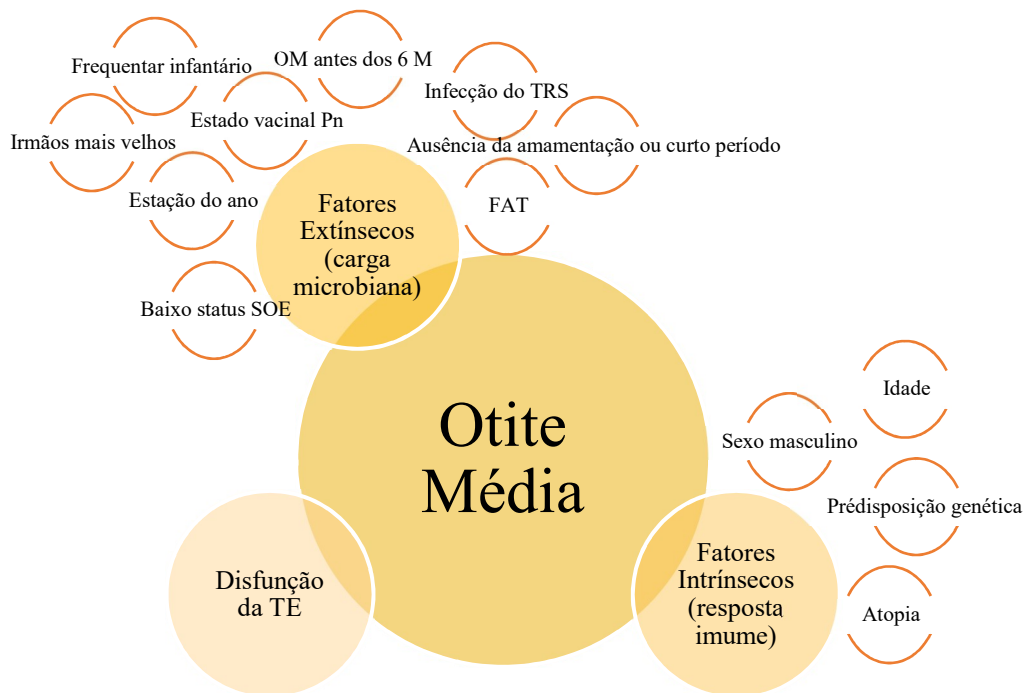 OM antes dos 6 M
Frequentar infantário
Infecção do TRS
Estado vacinal Pn
Irmãos mais velhos
Ausência da amamentação ou curto período
Estação do ano
FAT
Fatores
Extínsecos
(carga
microbiana)
Baixo status SOE
Otite
Média
Idade
Sexo masculino
Prédisposição genética
Fatores
Intrínsecos
(resposta
imume)
Atopia
Disfunção
da TE